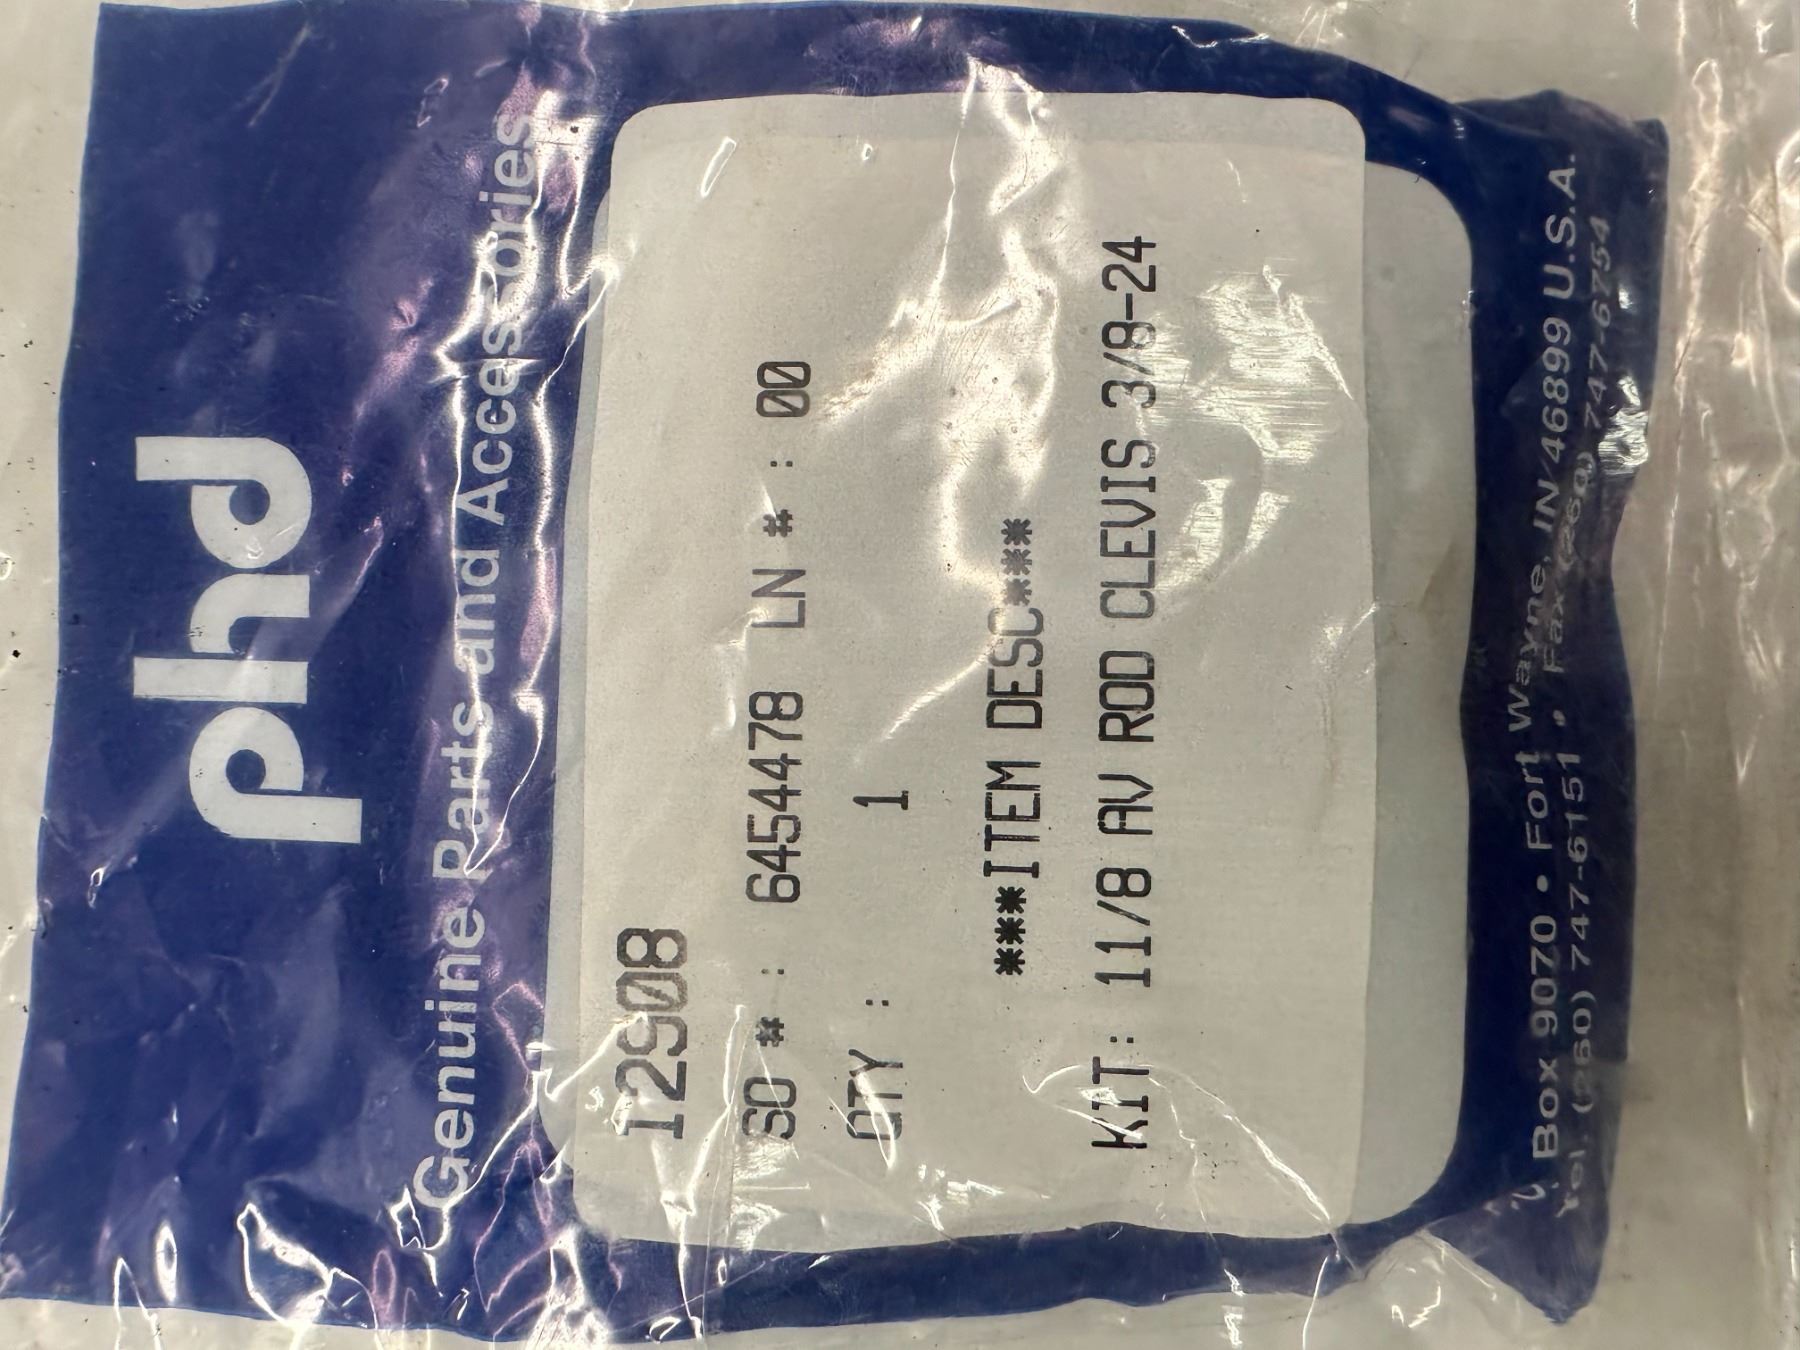 phd
Genuine Parts and Accessories
12908
SO # : 6454478 LN # : 00
QTY : 1
****ITEM DESC****
KIT: 11/8 AV ROD CLEVIS 3/8-24
Box 9070 • Fort Wayne, IN 46899 U.S.A.
Tel. (260) 747-6151 • Fax (260) 747-6754